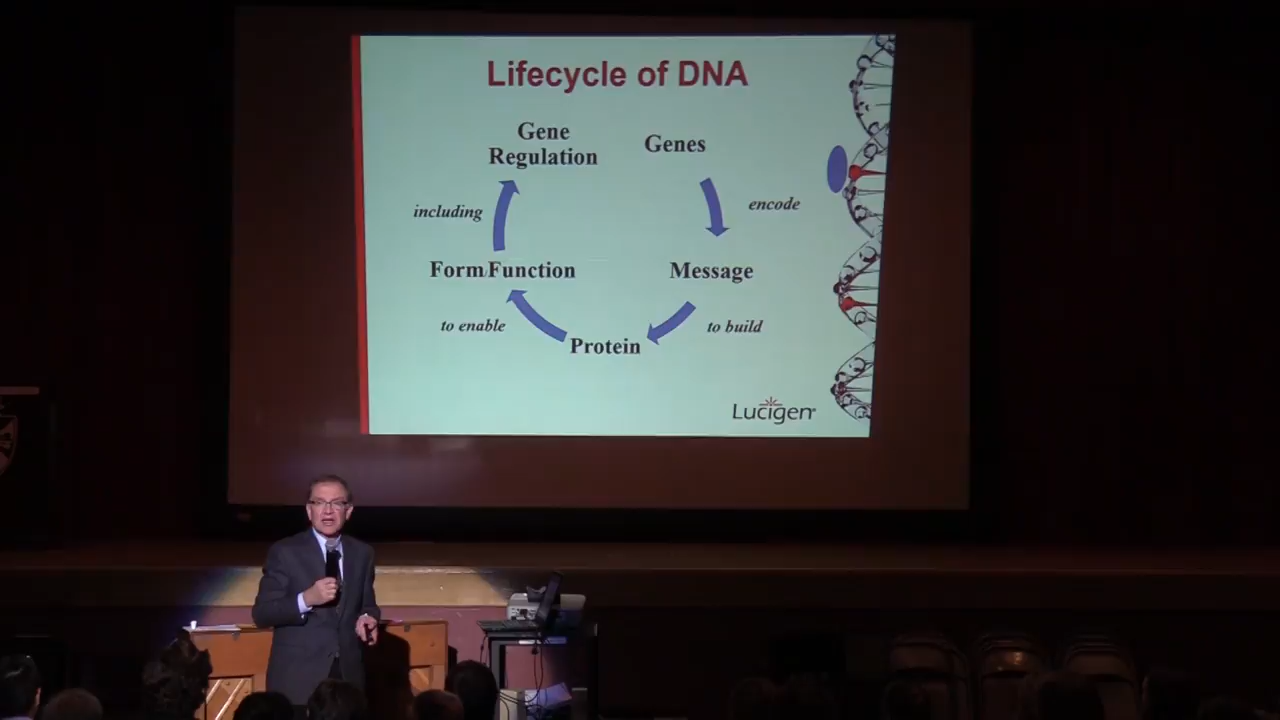 Lifecycle of DNA
Gene
Regulation
Genes
including
encode
Form/Function
Message
to enable
to build
Protein
Lucigen®